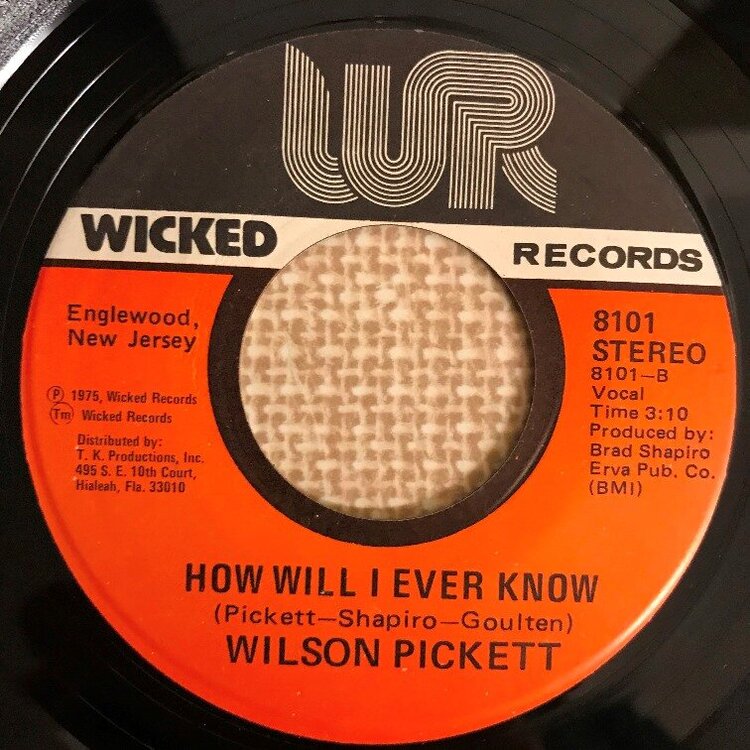 WR
WICKED RECORDS
Englewood,
New Jersey
Ⓟ 1975, Wicked Records
Tm Wicked Records
Distributed by:
T. K. Productions, Inc.
495 S. E. 10th Court,
Hialeah, Fla. 33010
8101
STEREO
8101-B
Vocal
Time 3:10
Produced by:
Brad Shapiro
Erva Pub. Co.
(BMI)
HOW WILL I EVER KNOW
(Pickett-Shapiro-Goulten)
WILSON PICKETT